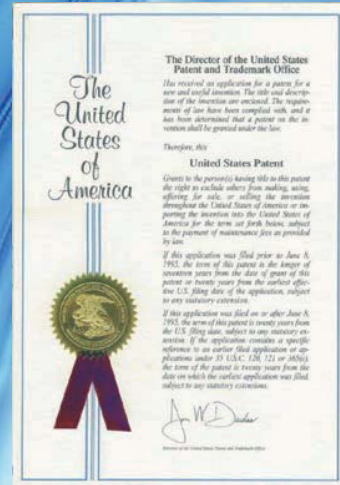 The
United
States
of
America
The Director of the United States
Patent and Trademark Office
Has received an application for a patent for a
new and useful invention. The title and descrip-
tion of the invention are enclosed. The require-
ments of law have been complied with, and it
has been determined that a patent on the in-
vention shall be granted under the law.
Therefore, this
United States Patent
Grants to the person(s) having title to this patent
the right to exclude others from making, using,
offering for sale, or selling the invention
throughout the United States of America or im-
porting the invention into the United States of
America for the term set forth below, subject
to the payment of maintenance fees as provided
by law.
If this application was filed prior to June 8,
1995, the term of this patent is the longer of
seventeen years from the date of grant of this
patent or twenty years from the earliest effec-
tive U.S. filing date of the application, subject
to any statutory extension.
If this application was filed on or after June 8,
1995, the term of this patent is twenty years from
the U.S. filing date, subject to any statutory ex-
tension. If the application contains a specific
reference to an earlier filed application or ap-
plications under 35 U.S.C. 120, 121 or 365(c),
the term of the patent is twenty years from the
date on which the earliest application was filed,
subject to any statutory extensions.
Jon W Dudas
Director of the United States Patent and Trademark Office